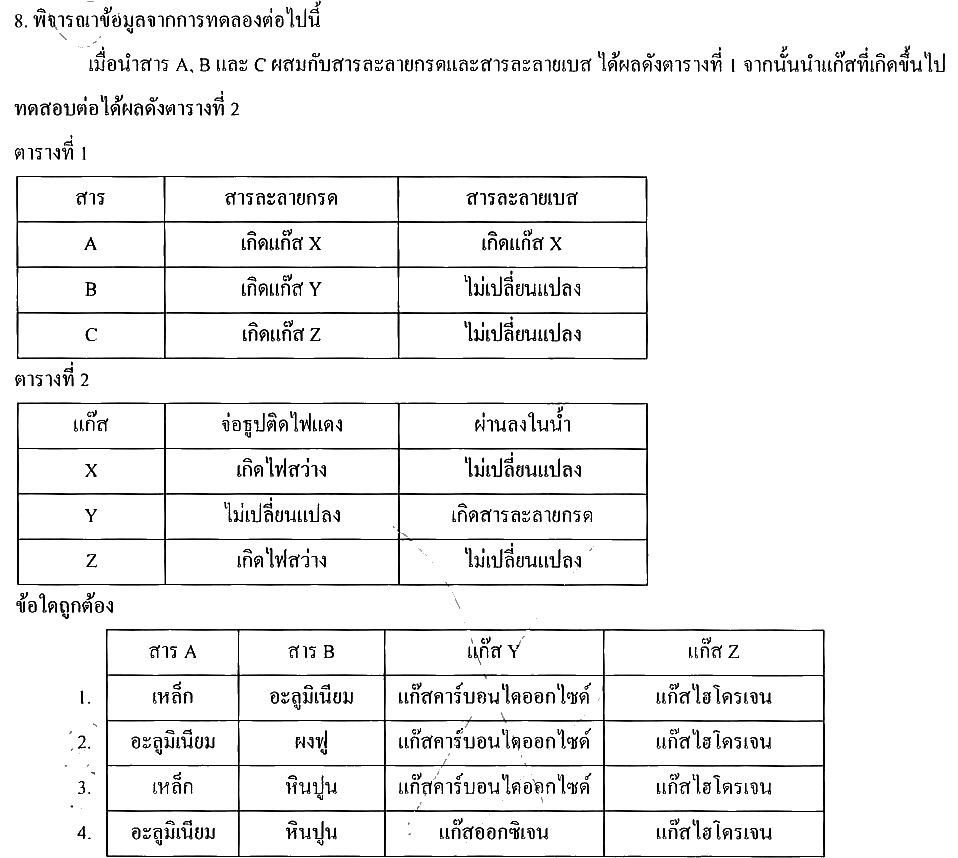 8. พิจารณาข้อมูลจากการทดลองต่อไปนี้
เมื่อนำสาร A, B และ C ผสมกับสารละลายกรดและสารละลายเบส ได้ผลดังตารางที่ 1 จากนั้นนำแก๊สที่เกิดขึ้นไป
ทดสอบต่อได้ผลดังตารางที่ 2
ตารางที่ 1
สาร สารละลายกรด สารละลายเบส
A เกิดแก๊ส X เกิดแก๊ส X
B เกิดแก๊ส Y ไม่เปลี่ยนแปลง
C เกิดแก๊ส Z ไม่เปลี่ยนแปลง
ตารางที่ 2
แก๊ส จ่อธูปติดไฟแดง ผ่านลงในน้ำ
X เกิดไฟสว่าง ไม่เปลี่ยนแปลง
Y ไม่เปลี่ยนแปลง เกิดสารละลายกรด
Z เกิดไฟสว่าง ไม่เปลี่ยนแปลง
ข้อใดถูกต้อง
สาร A สาร B แก๊ส Y แก๊ส Z
1. เหล็ก อะลูมิเนียม แก๊สคาร์บอนไดออกไซด์ แก๊สไฮโดรเจน
2. อะลูมิเนียม ผงฟู แก๊สคาร์บอนไดออกไซด์ แก๊สไฮโดรเจน
3. เหล็ก หินปูน แก๊สคาร์บอนไดออกไซด์ แก๊สไฮโดรเจน
4. อะลูมิเนียม หินปูน แก๊สออกซิเจน แก๊สไฮโดรเจน